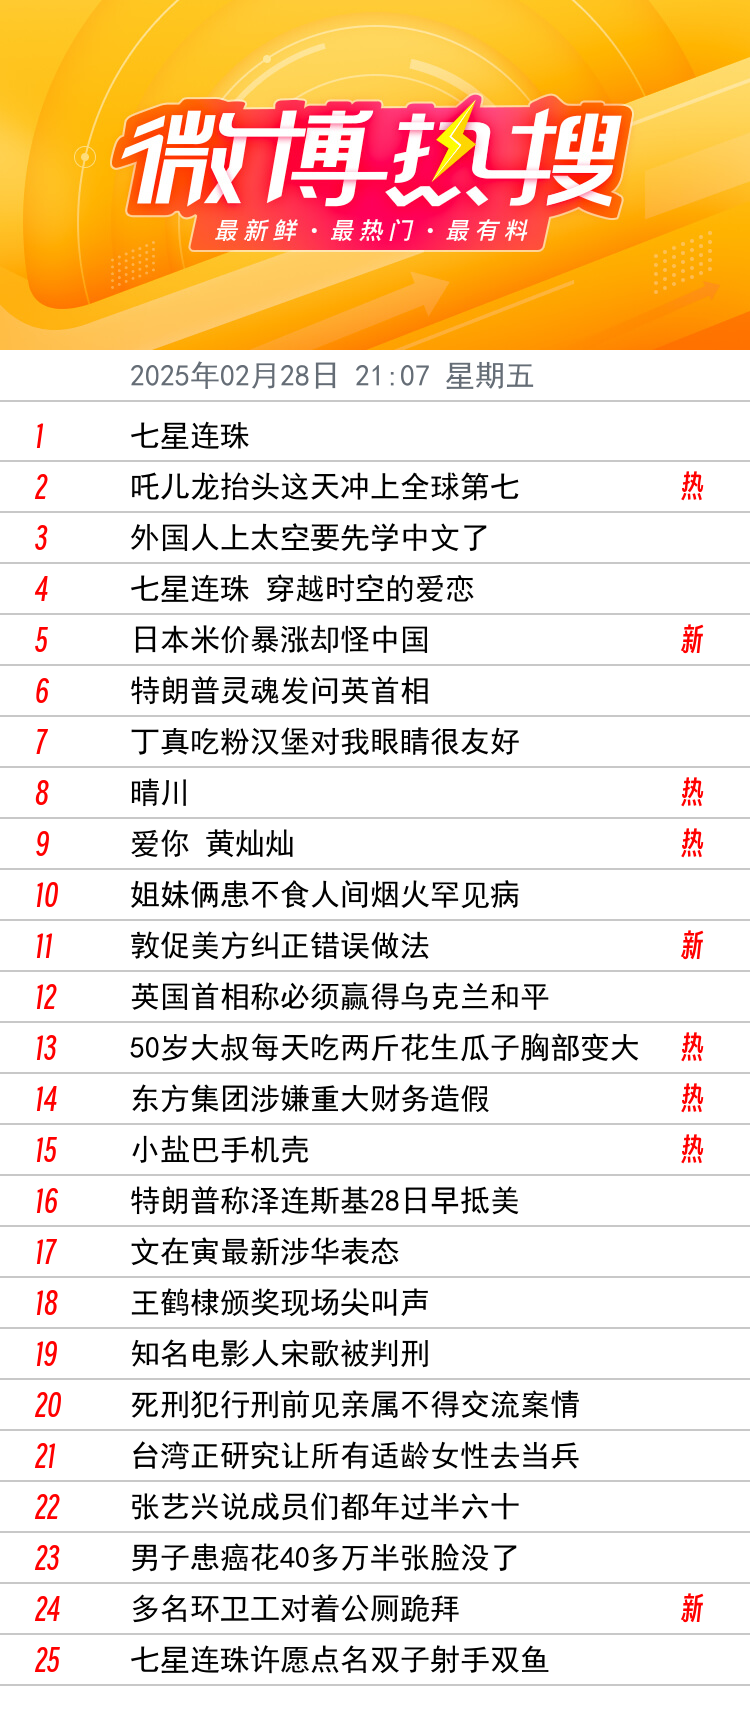 微博热搜
最新鲜·最热门·最有料
2025年02月28日 21:07 星期五
1 七星连珠
2 吒儿龙抬头这天冲上全球第七 热
3 外国人上太空要先学中文了
4 七星连珠 穿越时空的爱恋
5 日本米价暴涨却怪中国 新
6 特朗普灵魂发问英首相
7 丁真吃粉汉堡对我眼睛很友好
8 晴川 热
9 爱你 黄灿灿 热
10 姐妹俩患不食人间烟火罕见病
11 敦促美方纠正错误做法 新
12 英国首相称必须赢得乌克兰和平
13 50岁大叔每天吃两斤花生瓜子胸部变大 热
14 东方集团涉嫌重大财务造假 热
15 小盐巴手机壳 热
16 特朗普称泽连斯基28日早抵美
17 文在寅最新涉华表态
18 王鹤棣颁奖现场尖叫声
19 知名电影人宋歌被判刑
20 死刑犯行刑前见亲属不得交流案情
21 台湾正研究让所有适龄女性去当兵
22 张艺兴说成员们都年过半六十
23 男子患癌花40多万半张脸没了
24 多名环卫工对着公厕跪拜 新
25 七星连珠许愿点名双子射手双鱼